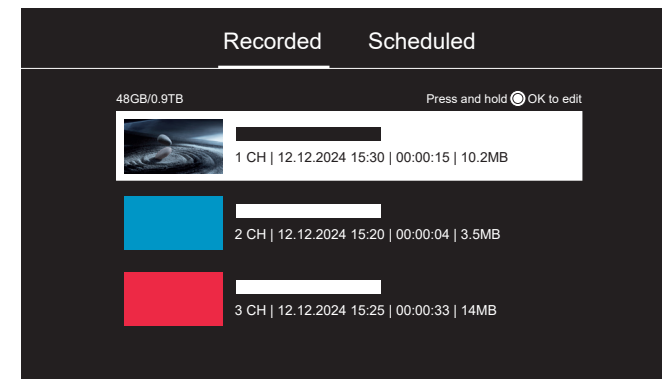 Recorded Scheduled
48GB/0.9TB Press and hold OK to edit
1 CH | 12.12.2024 15:30 | 00:00:15 | 10.2MB
2 CH | 12.12.2024 15:20 | 00:00:04 | 3.5MB
3 CH | 12.12.2024 15:25 | 00:00:33 | 14MB